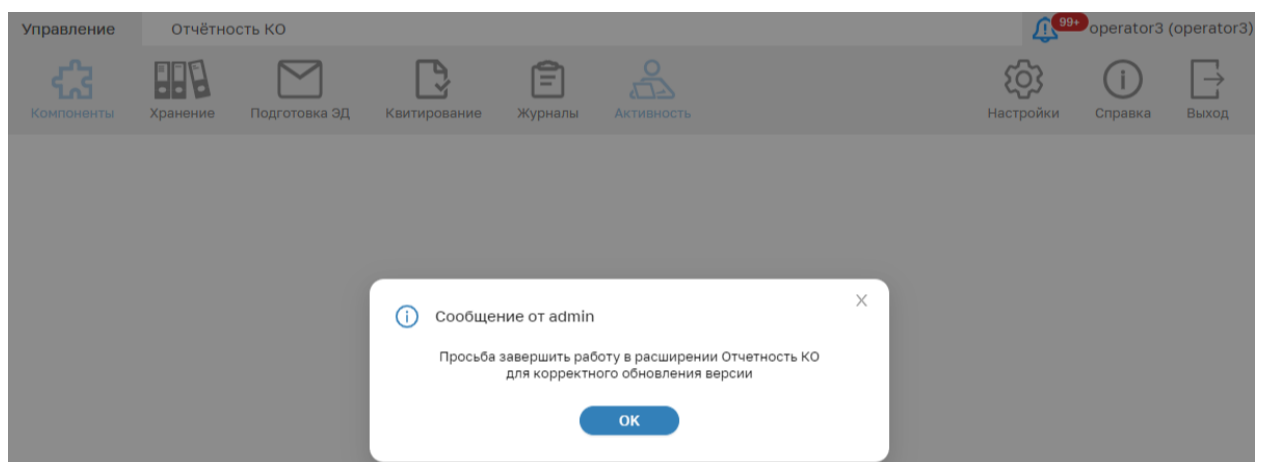 Управление Отчётность КО 99+ operator3 (operator3)
Компоненты Хранение Подготовка ЭД Квитирование Журналы Активность Настройки Справка Выход
Сообщение от admin
Просьба завершить работу в расширении Отчетность КО
для корректного обновления версии
OK